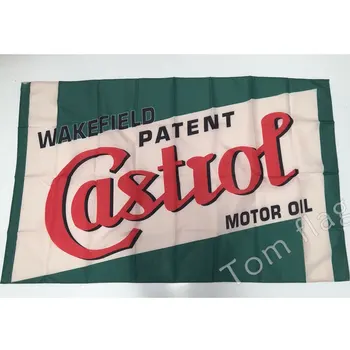 WAKEFIELD
PATENT
Castrol
MOTOR OIL
Tom flag